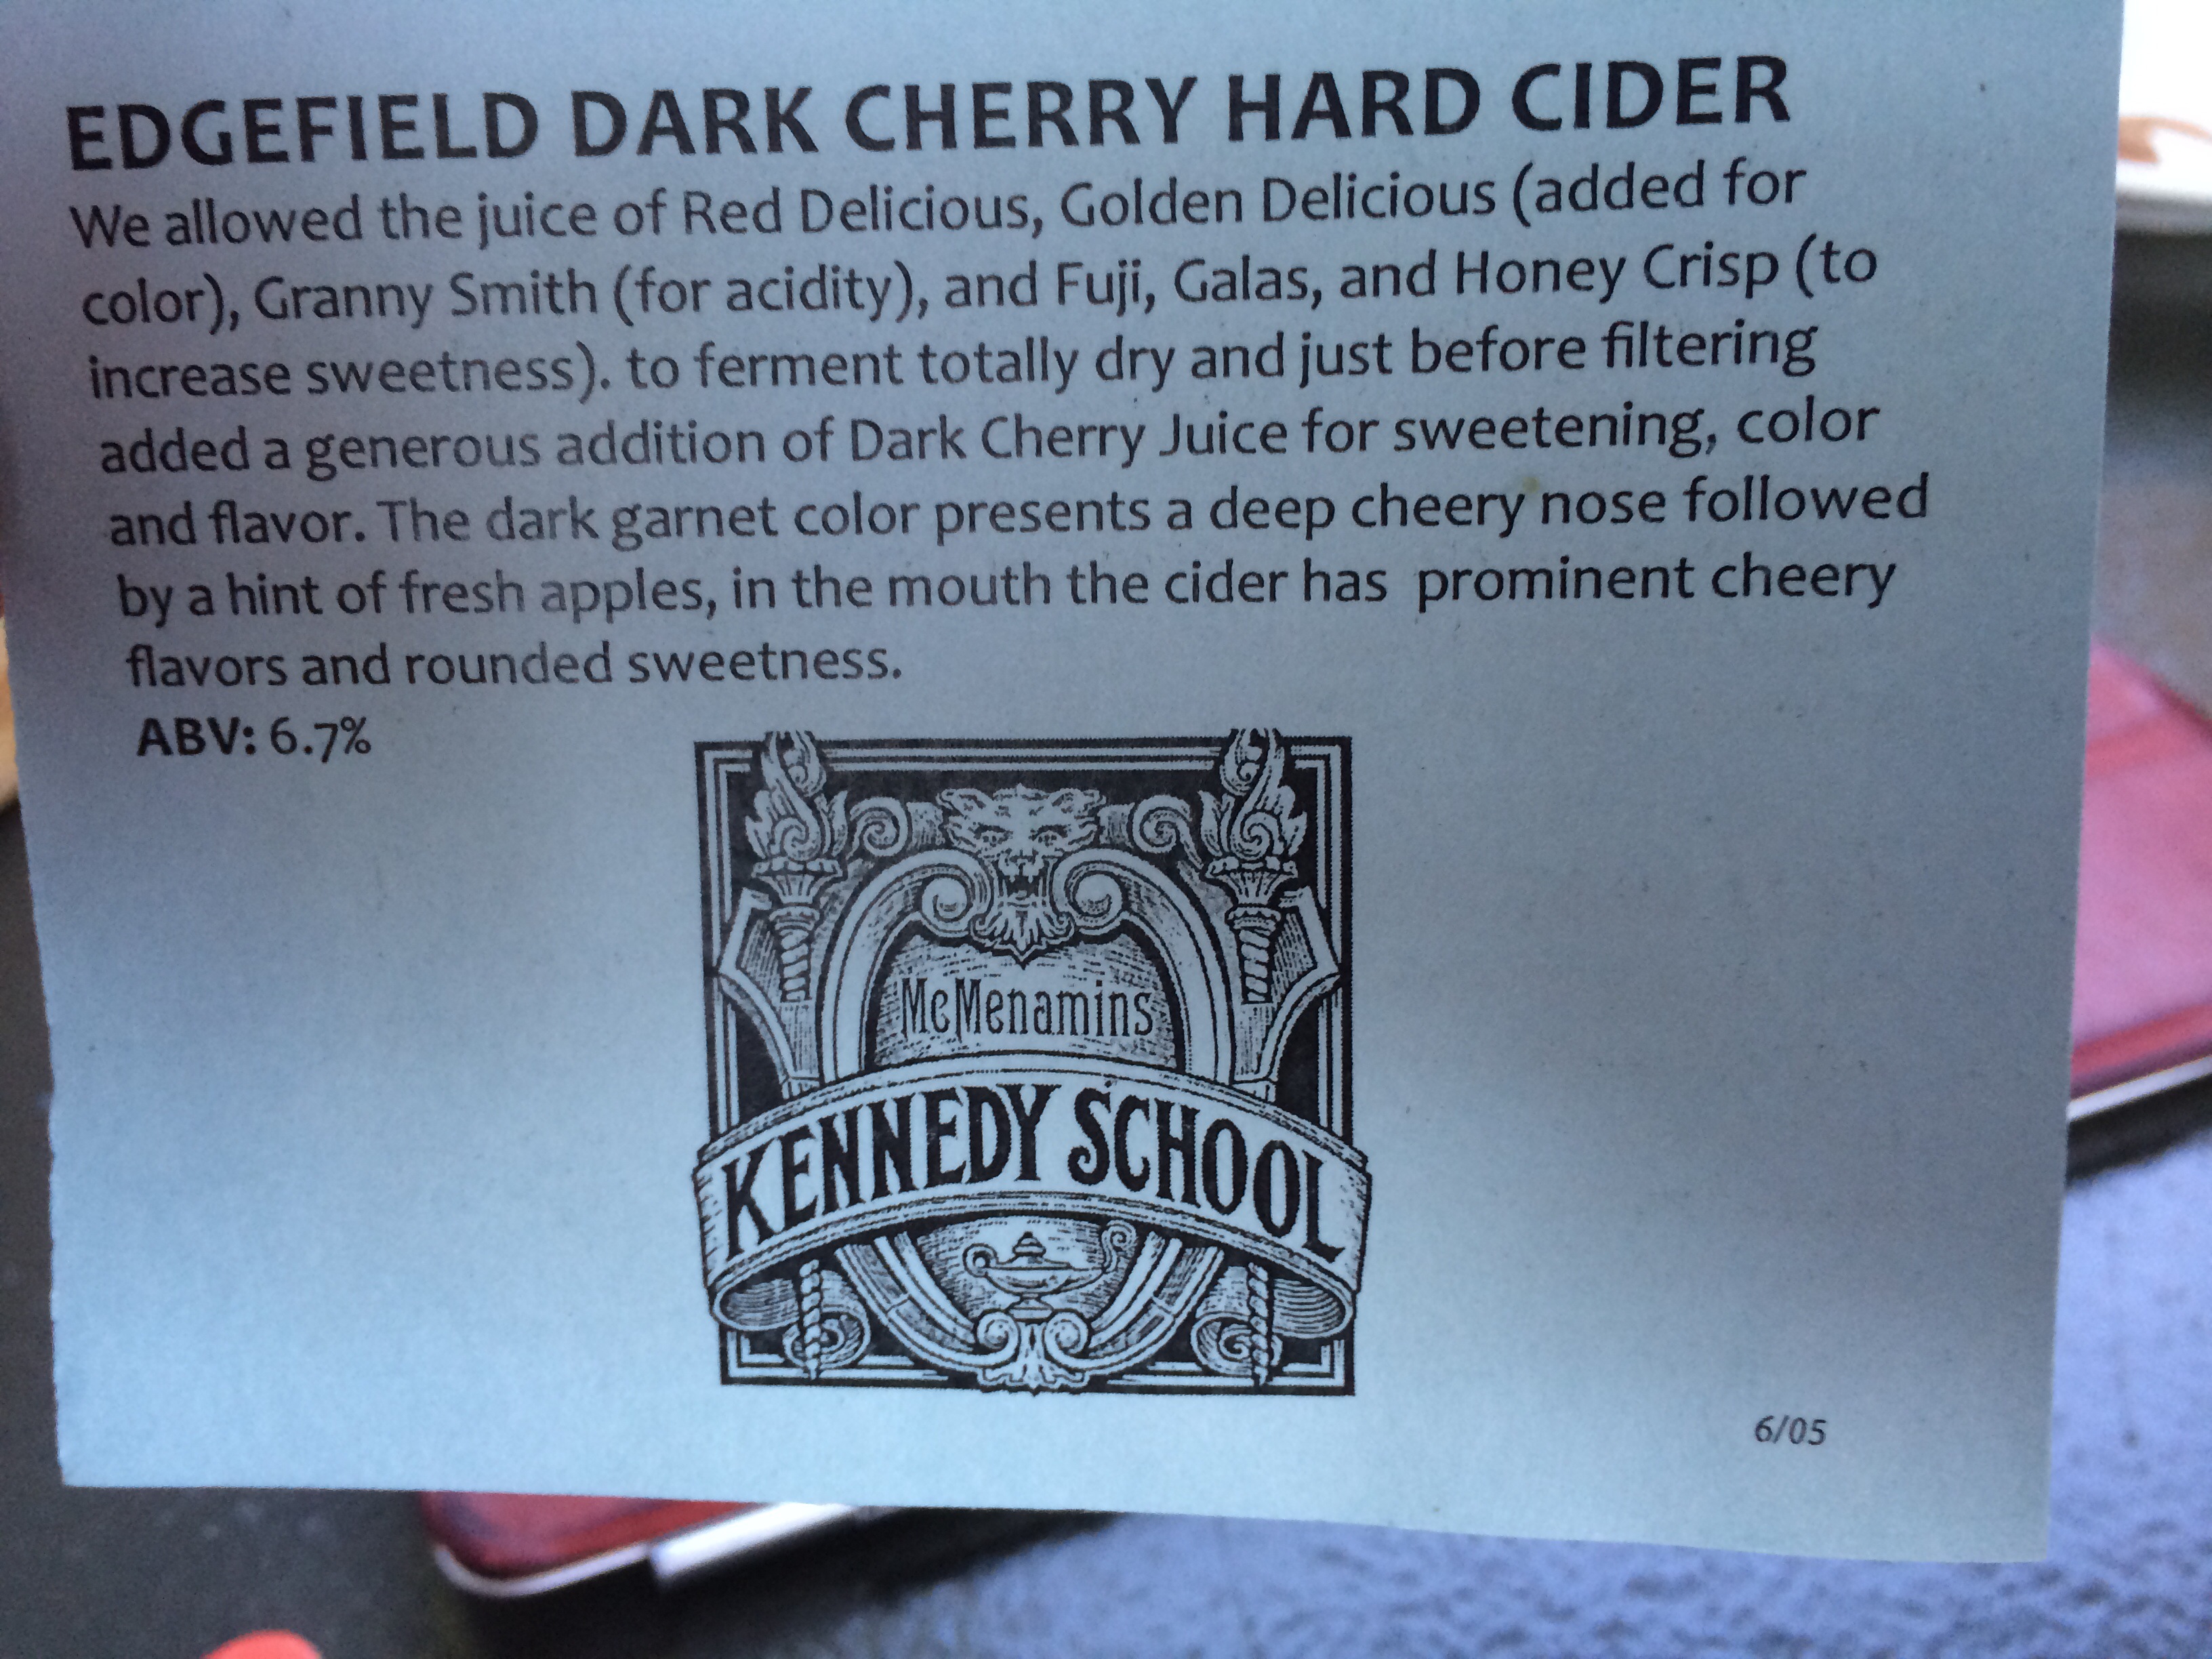 EDGEFIELD DARK CHERRY HARD CIDER
We allowed the juice of Red Delicious, Golden Delicious (added for
color), Granny Smith (for acidity), and Fuji, Galas, and Honey Crisp (to
increase sweetness). to ferment totally dry and just before filtering
added a generous addition of Dark Cherry Juice for sweetening, color
and flavor. The dark garnet color presents a deep cheery nose followed
by a hint of fresh apples, in the mouth the cider has prominent cheery
flavors and rounded sweetness.
ABV: 6.7%
McMenamins
KENNEDY SCHOOL
6/05